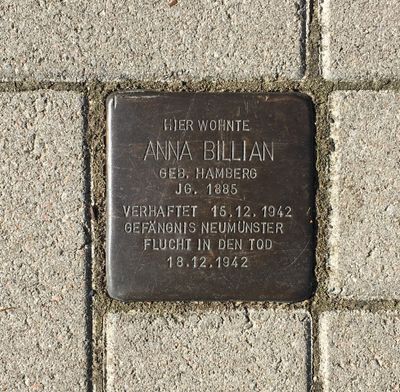 HIER WOHNTE
ANNA BILLIAN
GEB. HAMBERG
JG. 1885
VERHAFTET 15.12.1942
GEFÄNGNIS NEUMÜNSTER
FLUCHT IN DEN TOD
18.12.1942